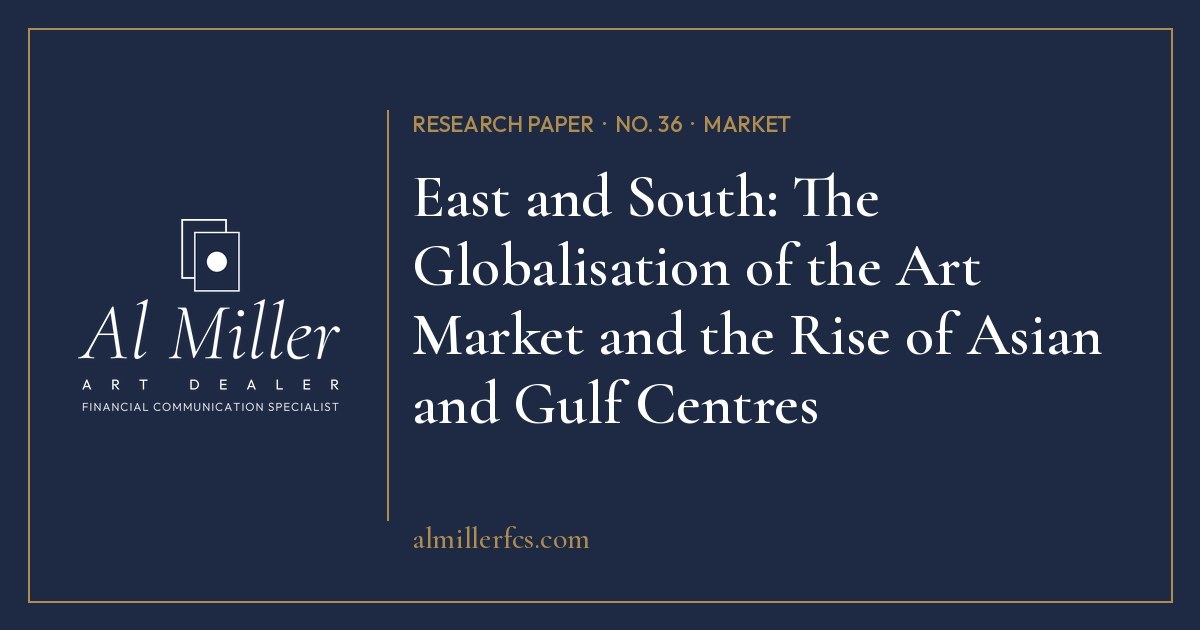 Al Miller
ART DEALER
FINANCIAL COMMUNICATION SPECIALIST
RESEARCH PAPER · NO. 36 · MARKET
East and South: The
Globalisation of the Art
Market and the Rise of Asian
and Gulf Centres
almillerfcs.com